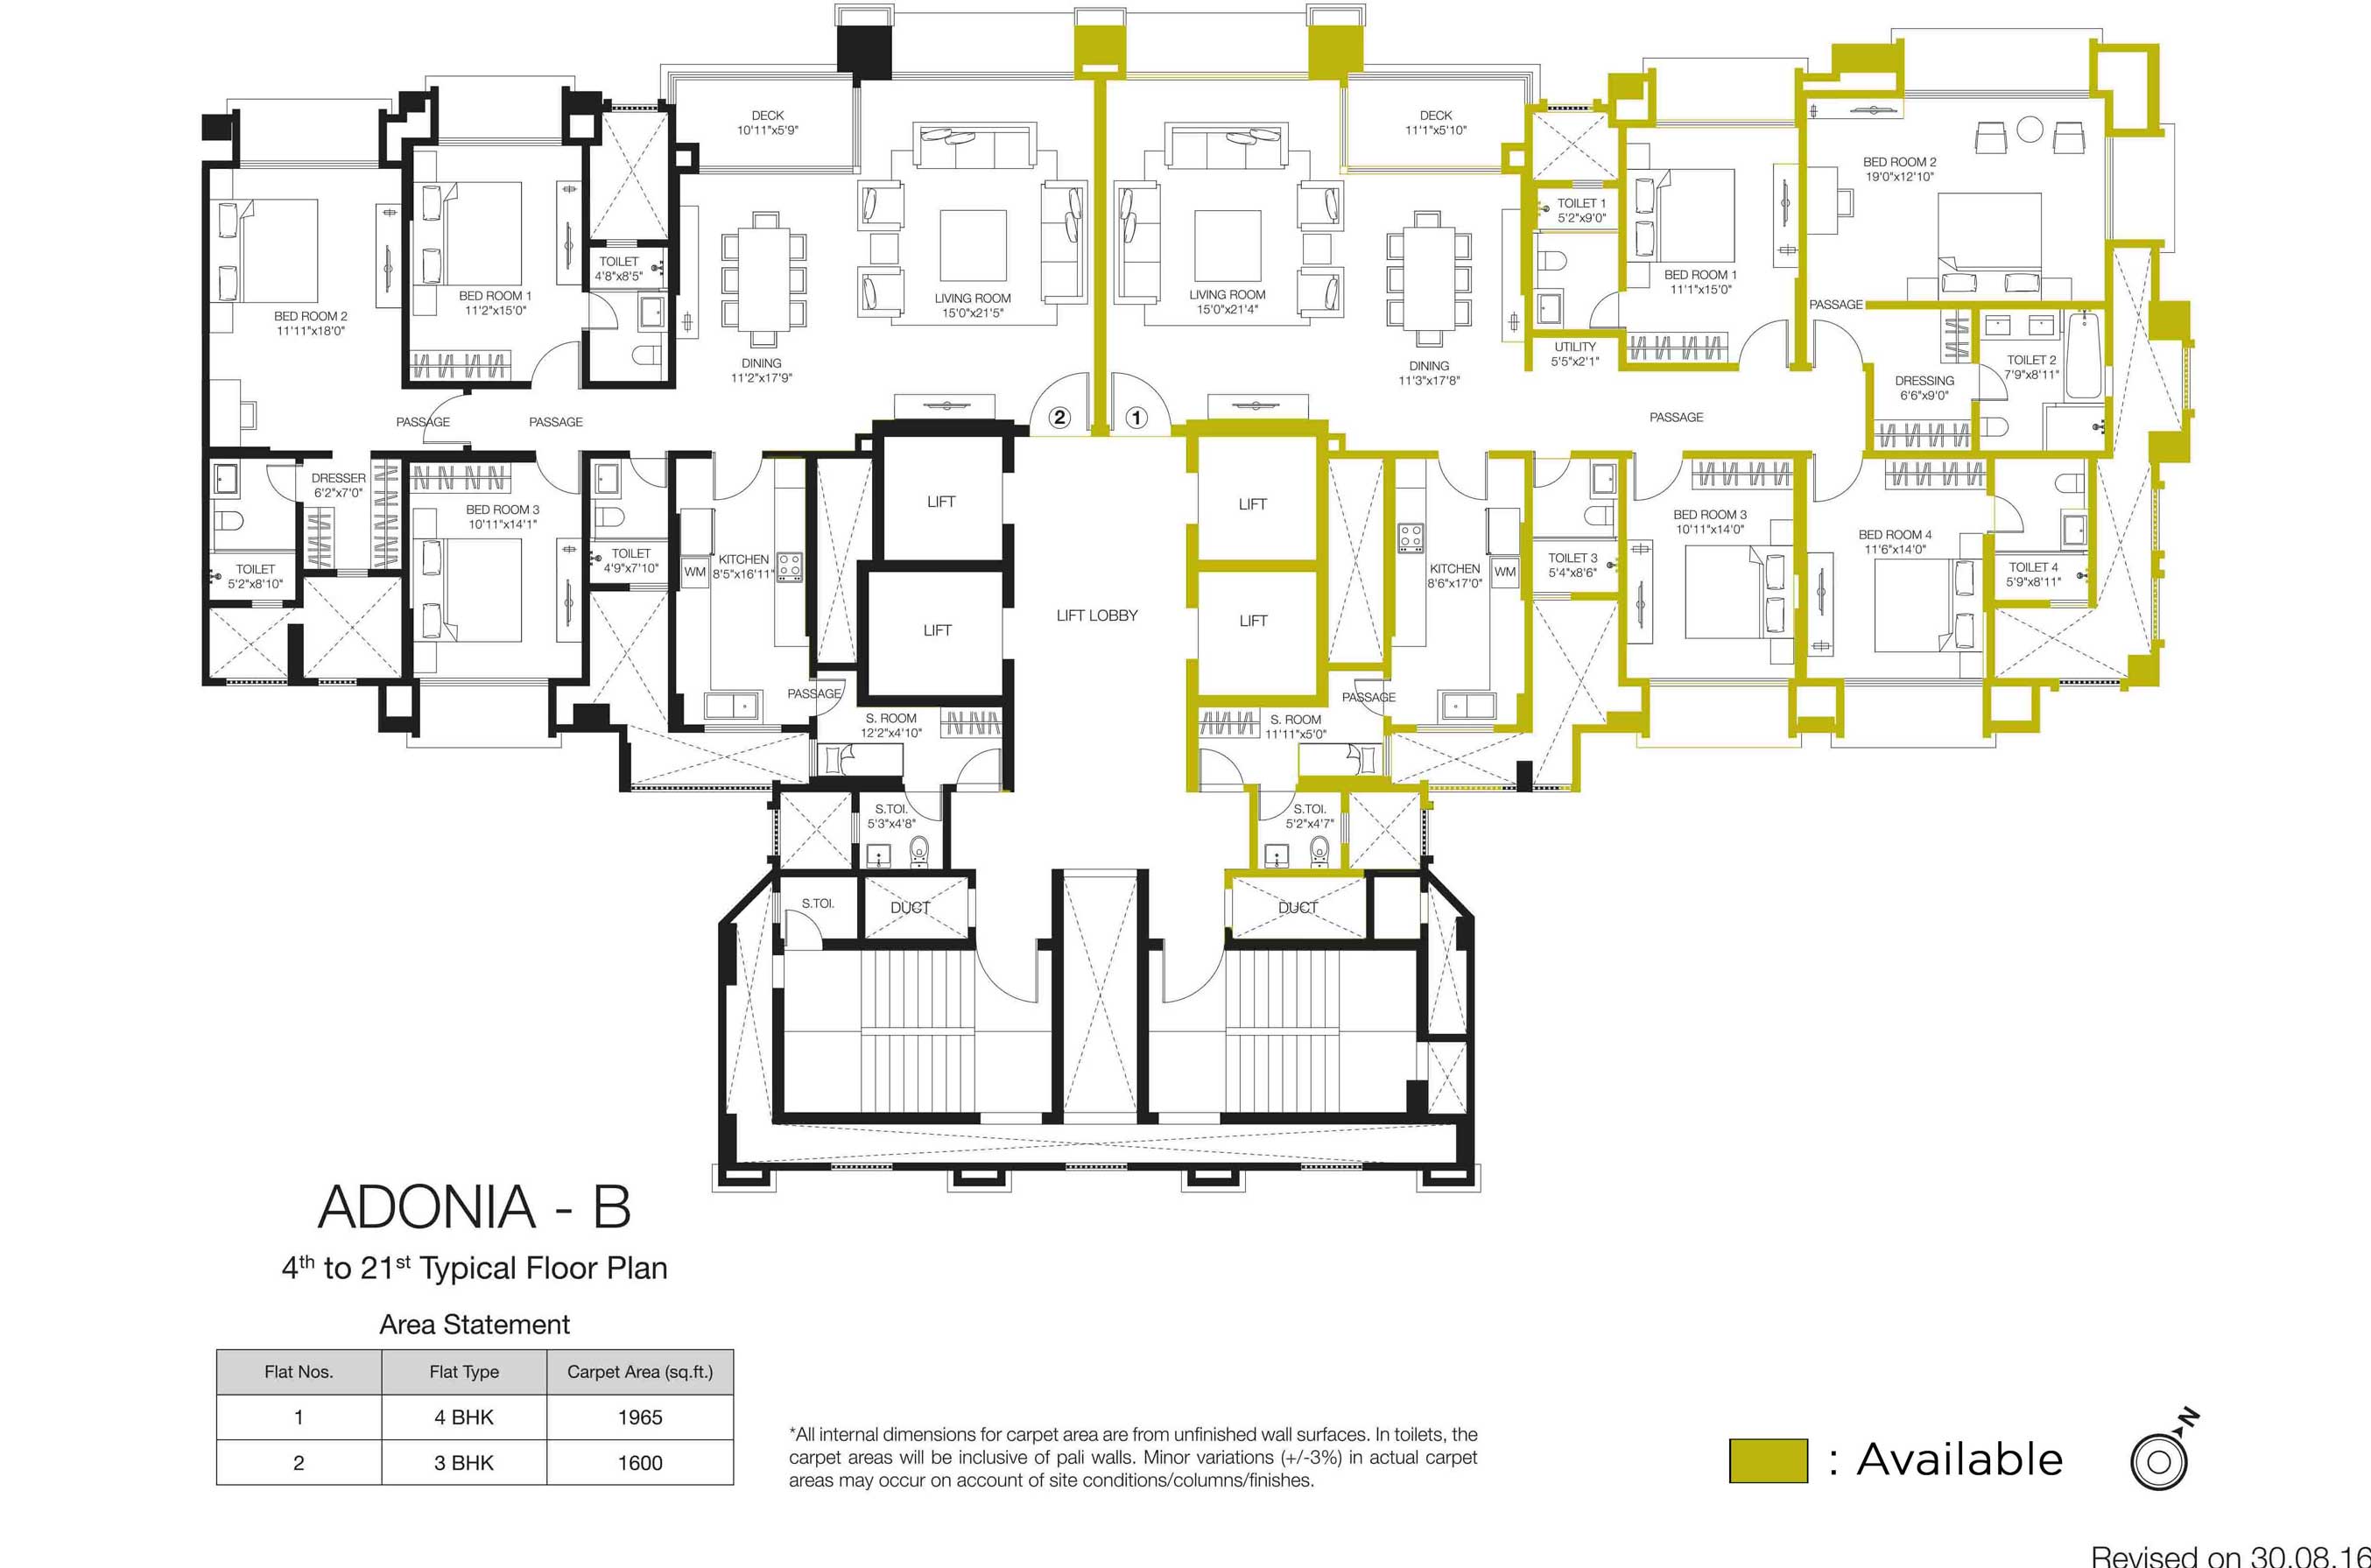 DECK
10'11"x5'9"
DECK
11'1"x5'10"
BED ROOM 2
11'11"x18'0"
BED ROOM 1
11'2"x15'0"
TOILET
4'8"x8'5"
DINING
11'2"x17'9"
LIVING ROOM
15'0"x21'5"
LIVING ROOM
15'0"x21'4"
DINING
11'3"x17'8"
TOILET 1
5'2"x9'0"
UTILITY
5'5"x2'1"
BED ROOM 1
11'1"x15'0"
BED ROOM 2
19'0"x12'10"
PASSAGE
DRESSING
6'6"x9'0"
TOILET 2
7'9"x8'11"
PASSAGE
PASSAGE
2
1
PASSAGE
TOILET
5'2"x8'10"
DRESSER
6'2"x7'0"
BED ROOM 3
10'11"x14'1"
TOILET
4'9"x7'10"
WM
KITCHEN
8'5"x16'11"
LIFT
LIFT
LIFT LOBBY
LIFT
LIFT
KITCHEN
8'6"x17'0"
WM
TOILET 3
5'4"x8'6"
BED ROOM 3
10'11"x14'0"
BED ROOM 4
11'6"x14'0"
TOILET 4
5'9"x8'11"
PASSAGE
S. ROOM
12'2"x4'10"
PASSAGE
S. ROOM
11'11"x5'0"
S.TOI.
5'3"x4'8"
S.TOI.
5'2"x4'7"
S.TOI.
DUCT
DUCT
ADONIA - B
4th to 21st Typical Floor Plan
Area Statement
Flat Nos. Flat Type Carpet Area (sq.ft.)
1 4 BHK 1965
2 3 BHK 1600
*All internal dimensions for carpet area are from unfinished wall surfaces. In toilets, the
carpet areas will be inclusive of pali walls. Minor variations (+/-3%) in actual carpet
areas may occur on account of site conditions/columns/finishes.
: Available
N
Revised on 30.08.16